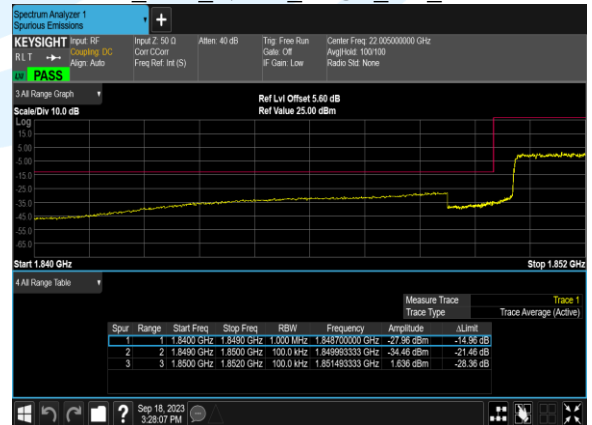 Spectrum Analyzer 1
Spurious Emissions
+
KEYSIGHT Input: RF Input Z: 50 Ω Atten: 40 dB Trig: Free Run Center Freq: 22.005000000 GHz
RLT Coupling: DC Corr CCorr Gate: Off Avg|Hold: 100/100
Align: Auto Freq Ref: Int (S) IF Gain: Low Radio Std: None
LV PASS
3 All Range Graph
Ref Lvl Offset 5.60 dB
Scale/Div 10.0 dB Ref Value 25.00 dBm
Log
15.0
5.00
-5.00
-15.0
-25.0
-35.0
-45.0
-55.0
-65.0
Start 1.840 GHz Stop 1.852 GHz
4 All Range Table
Measure Trace Trace 1
Trace Type Trace Average (Active)
Spur Range Start Freq Stop Freq RBW Frequency Amplitude ΔLimit
1 1 1.8400 GHz 1.8490 GHz 1.000 MHz 1.848700000 GHz -27.96 dBm -14.96 dB
2 2 1.8490 GHz 1.8500 GHz 100.0 kHz 1.849993333 GHz -34.46 dBm -21.46 dB
3 3 1.8500 GHz 1.8520 GHz 100.0 kHz 1.851493333 GHz 1.636 dBm -28.36 dB
? Sep 18, 2023
3:28:07 PM